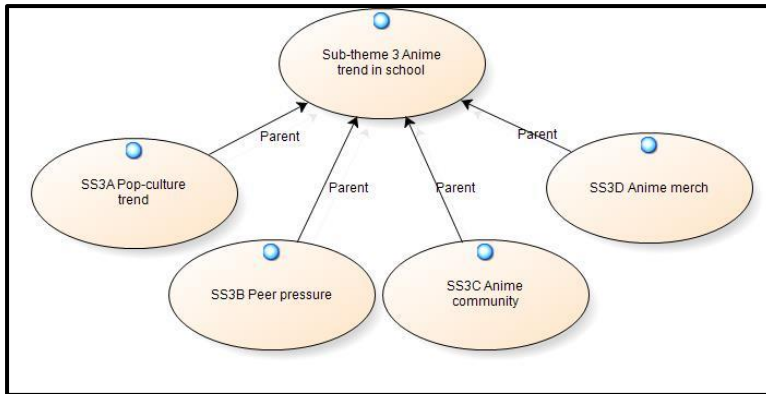 Sub-theme 3 Anime
trend in school
Parent
Parent
Parent
Parent
SS3A Pop-culture
trend
SS3D Anime merch
SS3B Peer pressure
SS3C Anime
community